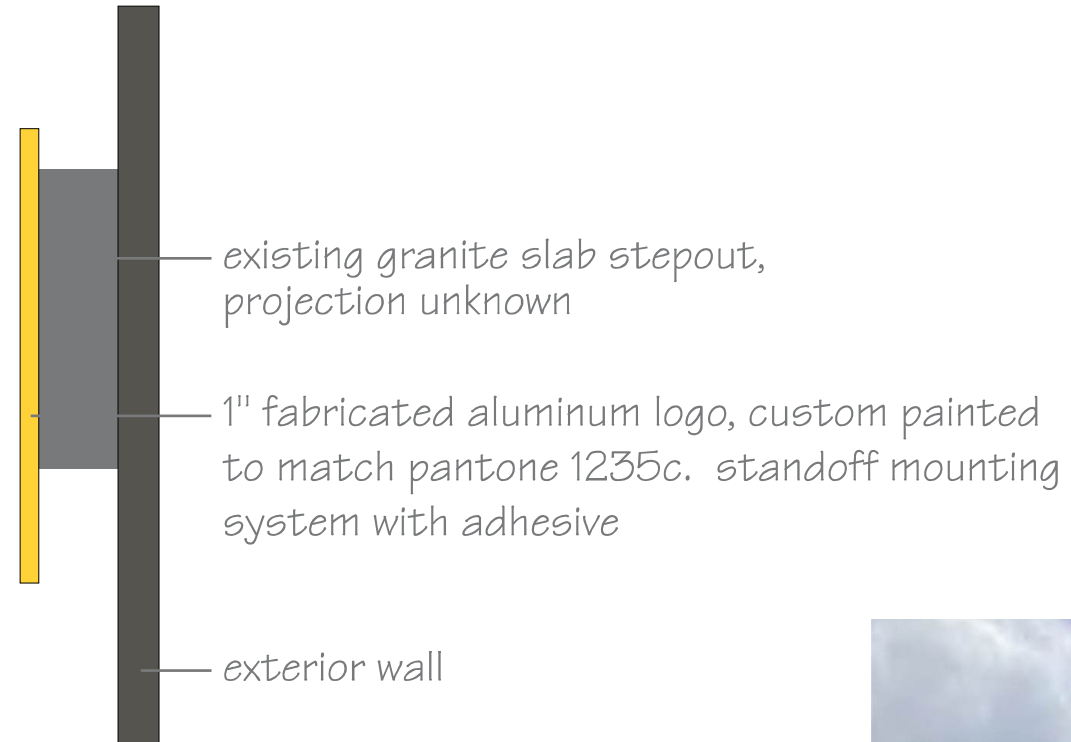 existing granite slab stepout,
projection unknown
1" fabricated aluminum logo, custom painted
to match pantone 1235c.  standoff mounting
system with adhesive
exterior wall